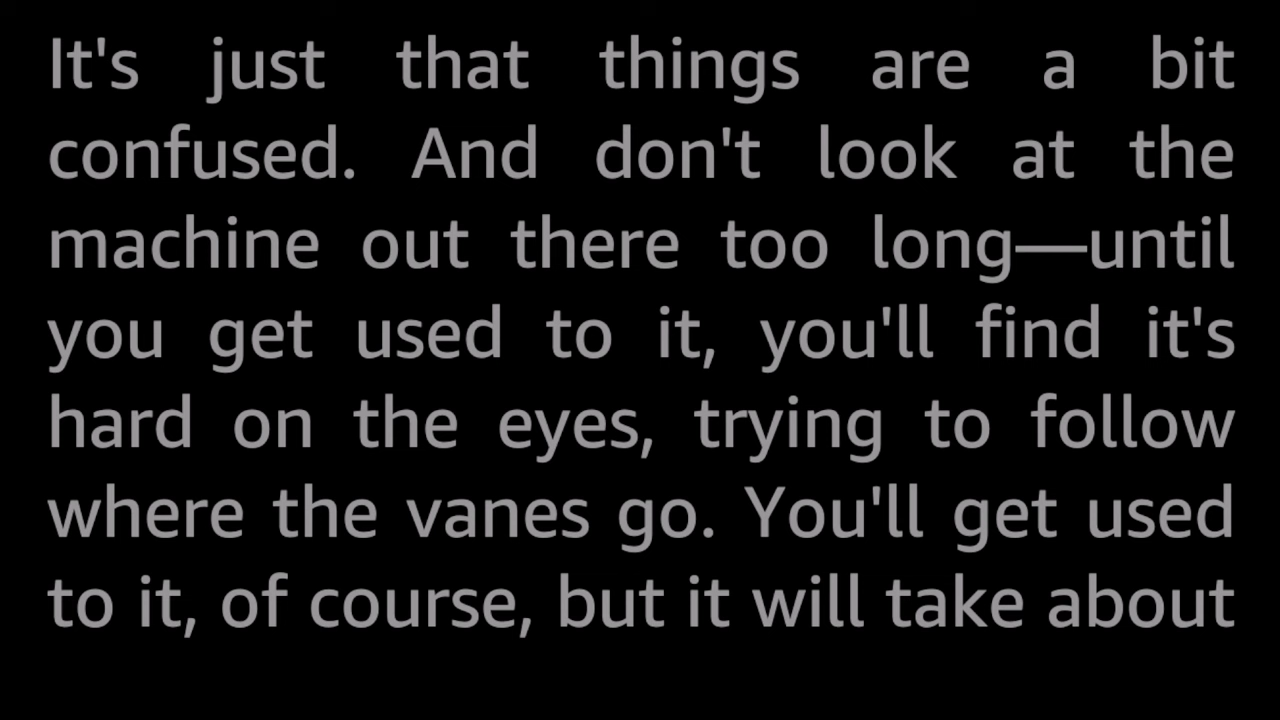 It's just that things are a bit
confused. And don't look at the
machine out there too long—until
you get used to it, you'll find it's
hard on the eyes, trying to follow
where the vanes go. You'll get used
to it, of course, but it will take about